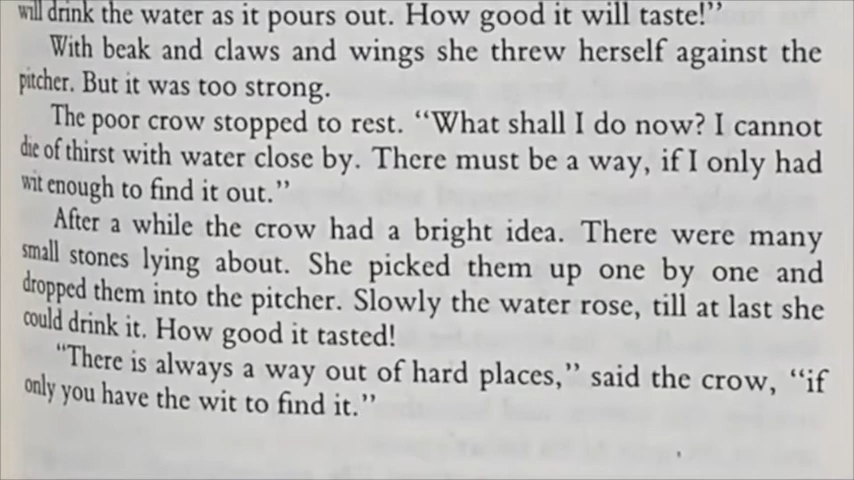 will drink the water as it pours out. How good it will taste!”
With beak and claws and wings she threw herself against the
pitcher. But it was too strong.
The poor crow stopped to rest. “What shall I do now? I cannot
die of thirst with water close by. There must be a way, if I only had
wit enough to find it out.”
After a while the crow had a bright idea. There were many
small stones lying about. She picked them up one by one and
dropped them into the pitcher. Slowly the water rose, till at last she
could drink it. How good it tasted!
“There is always a way out of hard places,” said the crow, “if
only you have the wit to find it.”